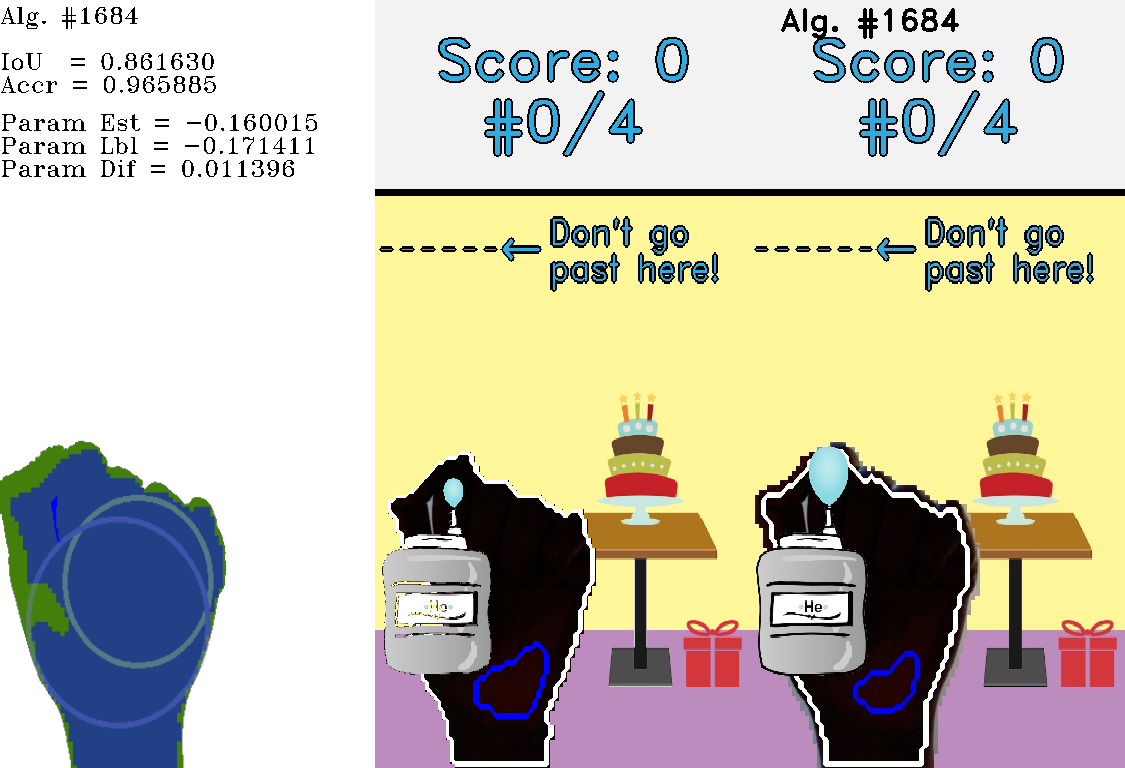 Alg. #1684
IoU = 0.861630
Accr = 0.965885
Param Est = −0.160015
Param Lbl = −0.171411
Param Dif = 0.011396
Score: 0
#0/4
Don't go
past here!
He
Alg. #1684
Score: 0
#0/4
Don't go
past here!
He